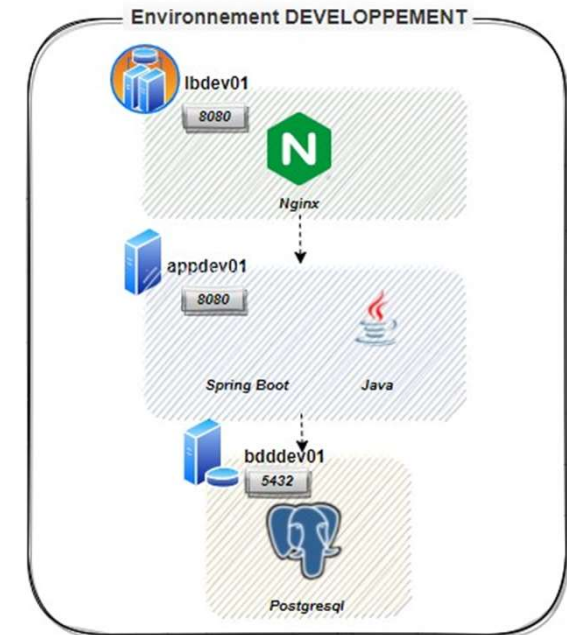 Environnement DEVELOPPEMENT
lbdev01
8080
N
Nginx
appdev01
8080
Spring Boot
Java
bdddev01
5432
Postgresql